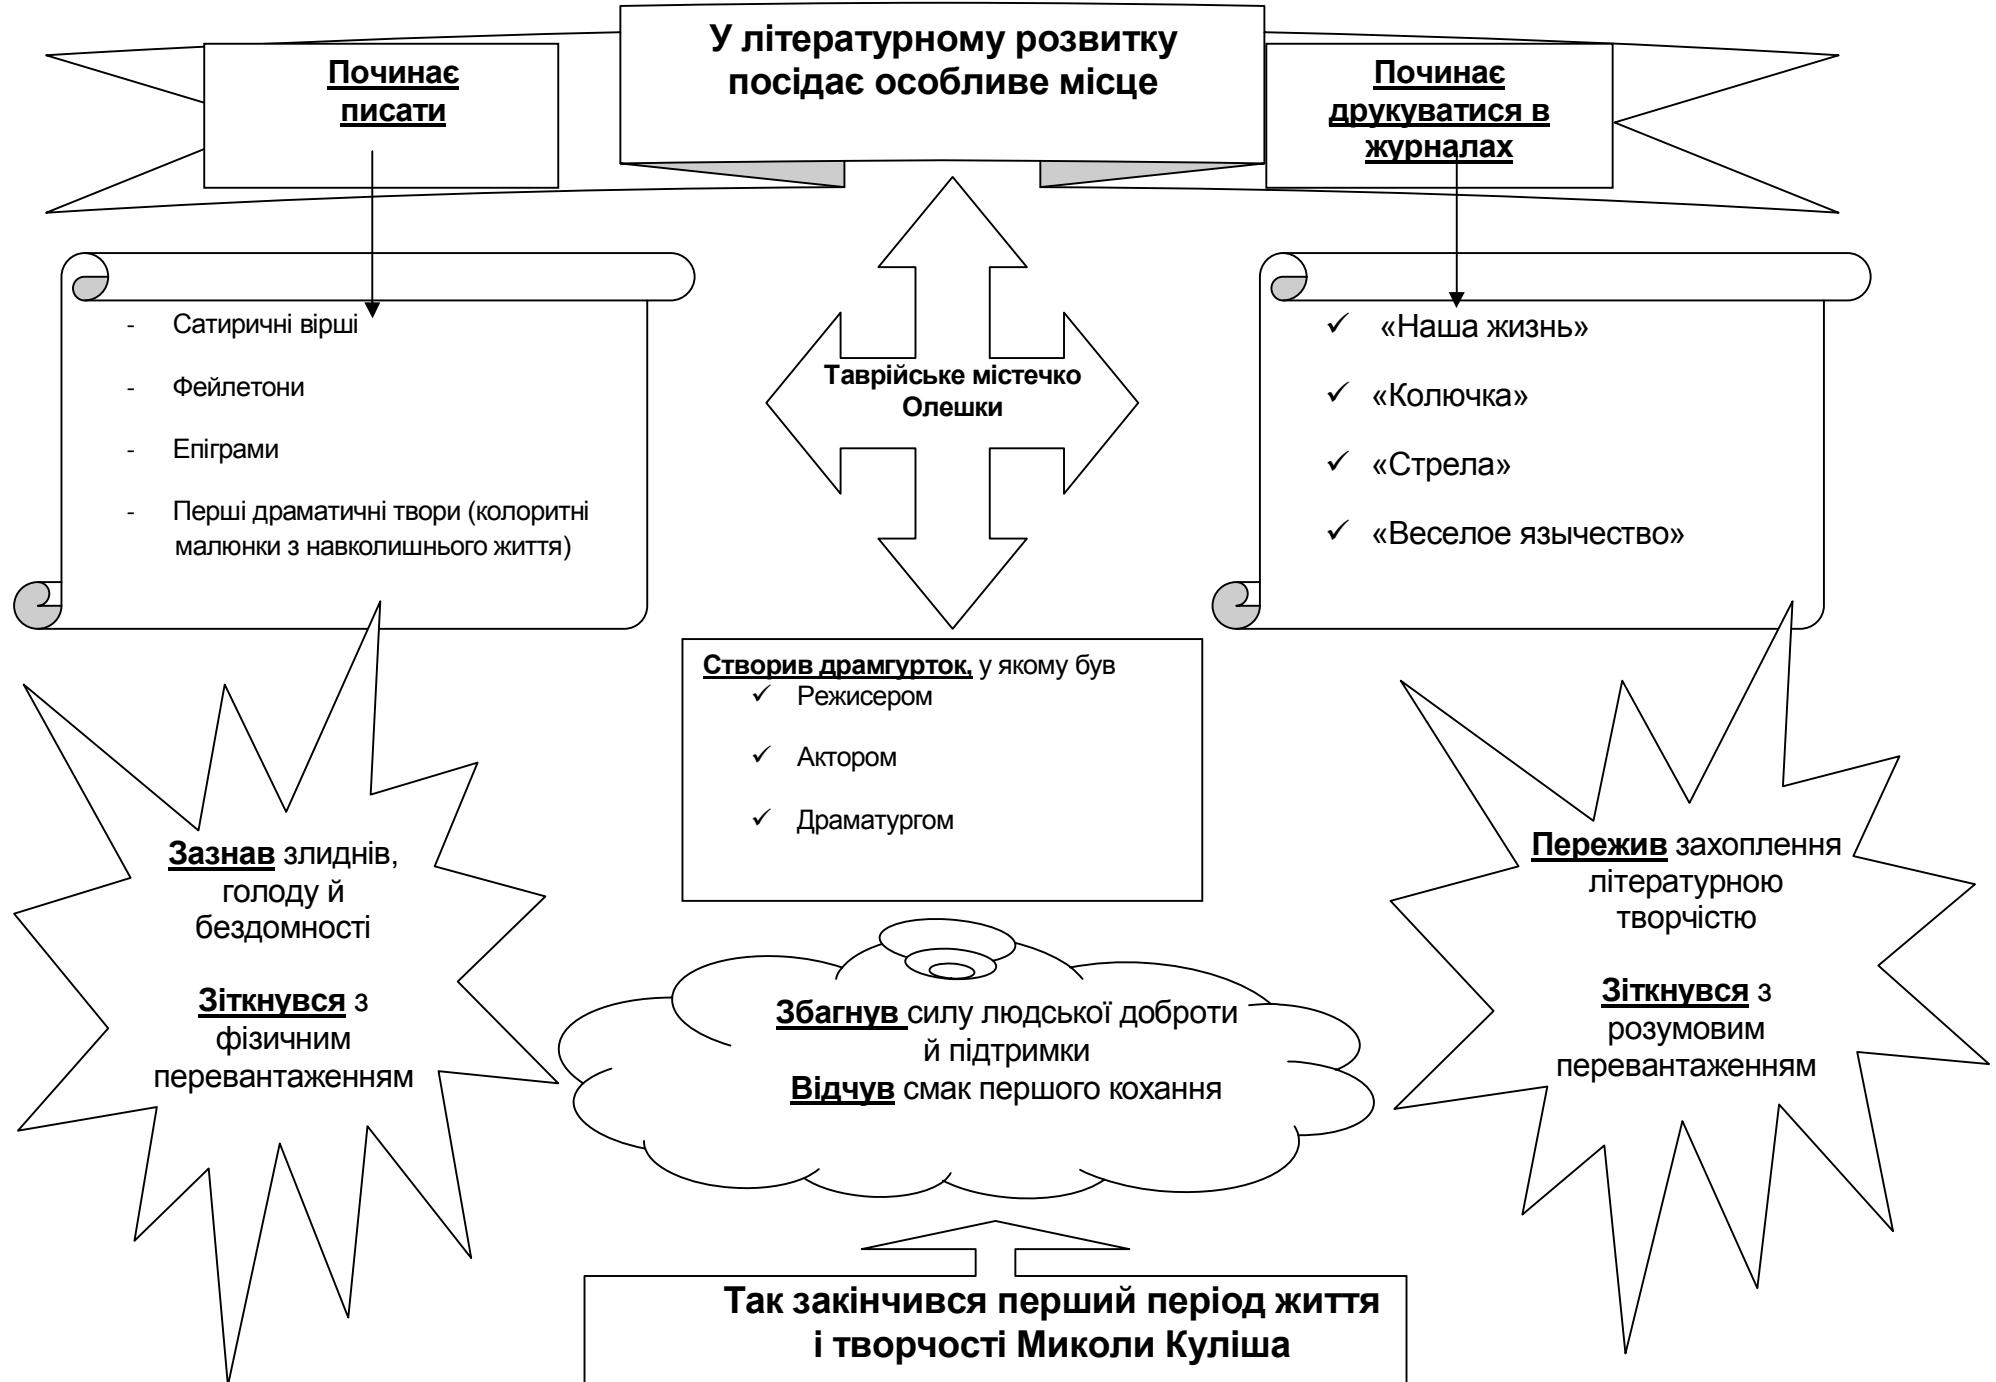 У літературному розвитку
посідає особливе місце
Починає
писати
Починає
друкуватися в
журналах
- Сатиричні вірші
- Фейлетони
- Епіграми
- Перші драматичні твори (колоритні
малюнки з навколишнього життя)
Таврійське містечко
Олешки
✓ «Наша жизнь»
✓ «Колючка»
✓ «Стрела»
✓ «Веселое язычество»
Створив драмгурток, у якому був
✓ Режисером
✓ Актором
✓ Драматургом
Зазнав злиднів,
голоду й
бездомності
Зіткнувся з
фізичним
перевантаженням
Збагнув силу людської доброти
й підтримки
Відчув смак першого кохання
Пережив захоплення
літературною
творчістю
Зіткнувся з
розумовим
перевантаженням
Так закінчився перший період життя
і творчості Миколи Куліша